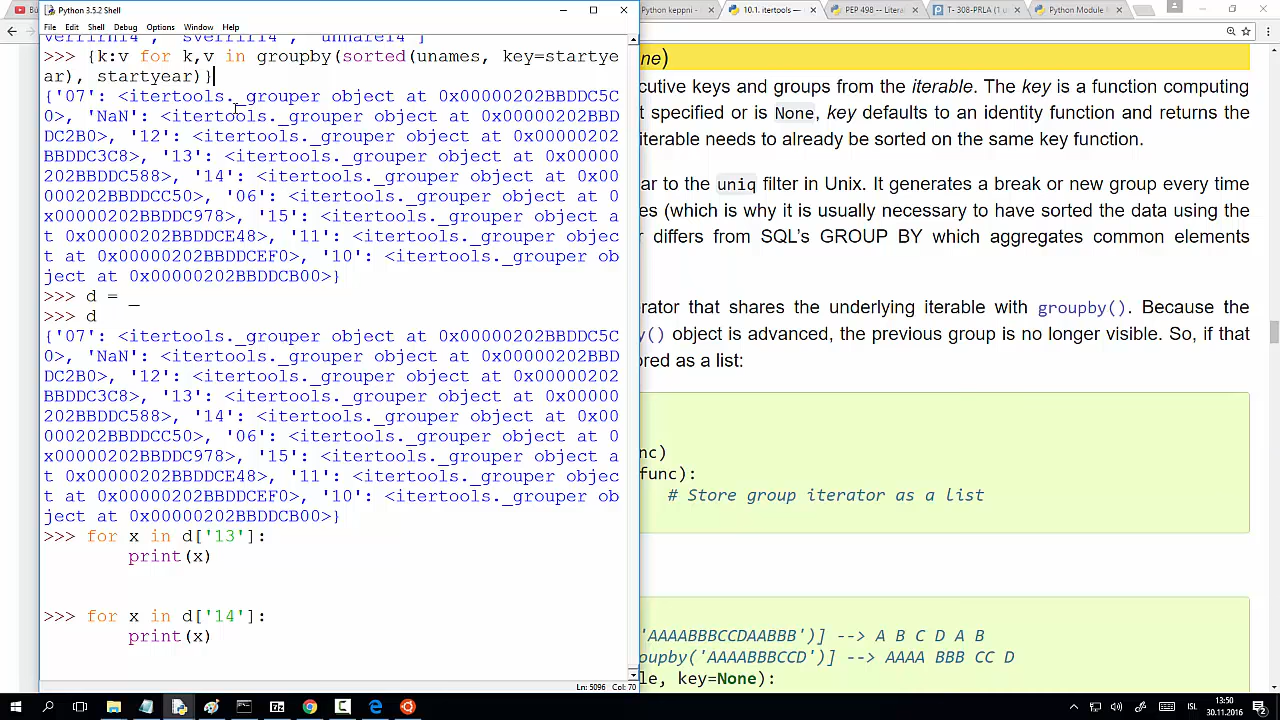 Python 3.5.2 Shell
File Edit Shell Debug Options Window Help
>>> {k:v for k,v in groupby(sorted(unames, key=startye
ar), startyear)}
{'07': <itertools._grouper object at 0x00000202BBDDC5C
0>, 'NaN': <itertools._grouper object at 0x00000202BBD
DC2B0>, '12': <itertools._grouper object at 0x00000202
BBDDC3C8>, '13': <itertools._grouper object at 0x00000
202BBDDC588>, '14': <itertools._grouper object at 0x00
000202BBDDCC50>, '06': <itertools._grouper object at 0
x00000202BBDDC978>, '15': <itertools._grouper object a
t 0x00000202BBDDCE48>, '11': <itertools._grouper objec
t at 0x00000202BBDDCEF0>, '10': <itertools._grouper ob
ject at 0x00000202BBDDCB00>}
>>> d = _
>>> d
{'07': <itertools._grouper object at 0x00000202BBDDC5C
0>, 'NaN': <itertools._grouper object at 0x00000202BBD
DC2B0>, '12': <itertools._grouper object at 0x00000202
BBDDC3C8>, '13': <itertools._grouper object at 0x00000
202BBDDC588>, '14': <itertools._grouper object at 0x00
000202BBDDCC50>, '06': <itertools._grouper object at 0
x00000202BBDDC978>, '15': <itertools._grouper object a
t 0x00000202BBDDCE48>, '11': <itertools._grouper objec
t at 0x00000202BBDDCEF0>, '10': <itertools._grouper ob
ject at 0x00000202BBDDCB00>}
>>> for x in d['13']:
print(x)
>>> for x in d['14']:
print(x)
Ln: 5096 Col: 70
Python keppni
10.1. itertools —
PEP 498 -- Literal
T- 308-PRLA
Python Module
ne)
cutive keys and groups from the iterable. The key is a function computing
t specified or is None, key defaults to an identity function and returns the
iterable needs to already be sorted on the same key function.
ar to the uniq filter in Unix. It generates a break or new group every time
es (which is why it is usually necessary to have sorted the data using the
r differs from SQL's GROUP BY which aggregates common elements
rator that shares the underlying iterable with groupby(). Because the
y() object is advanced, the previous group is no longer visible. So, if that
ored as a list:
nc)
func):
# Store group iterator as a list
'AAAABBBCCDAABBB')] --> A B C D A B
oupby('AAAABBBCCD')] --> AAAA BBB CC D
le, key=None):
ISL
13:50
30.11.2016